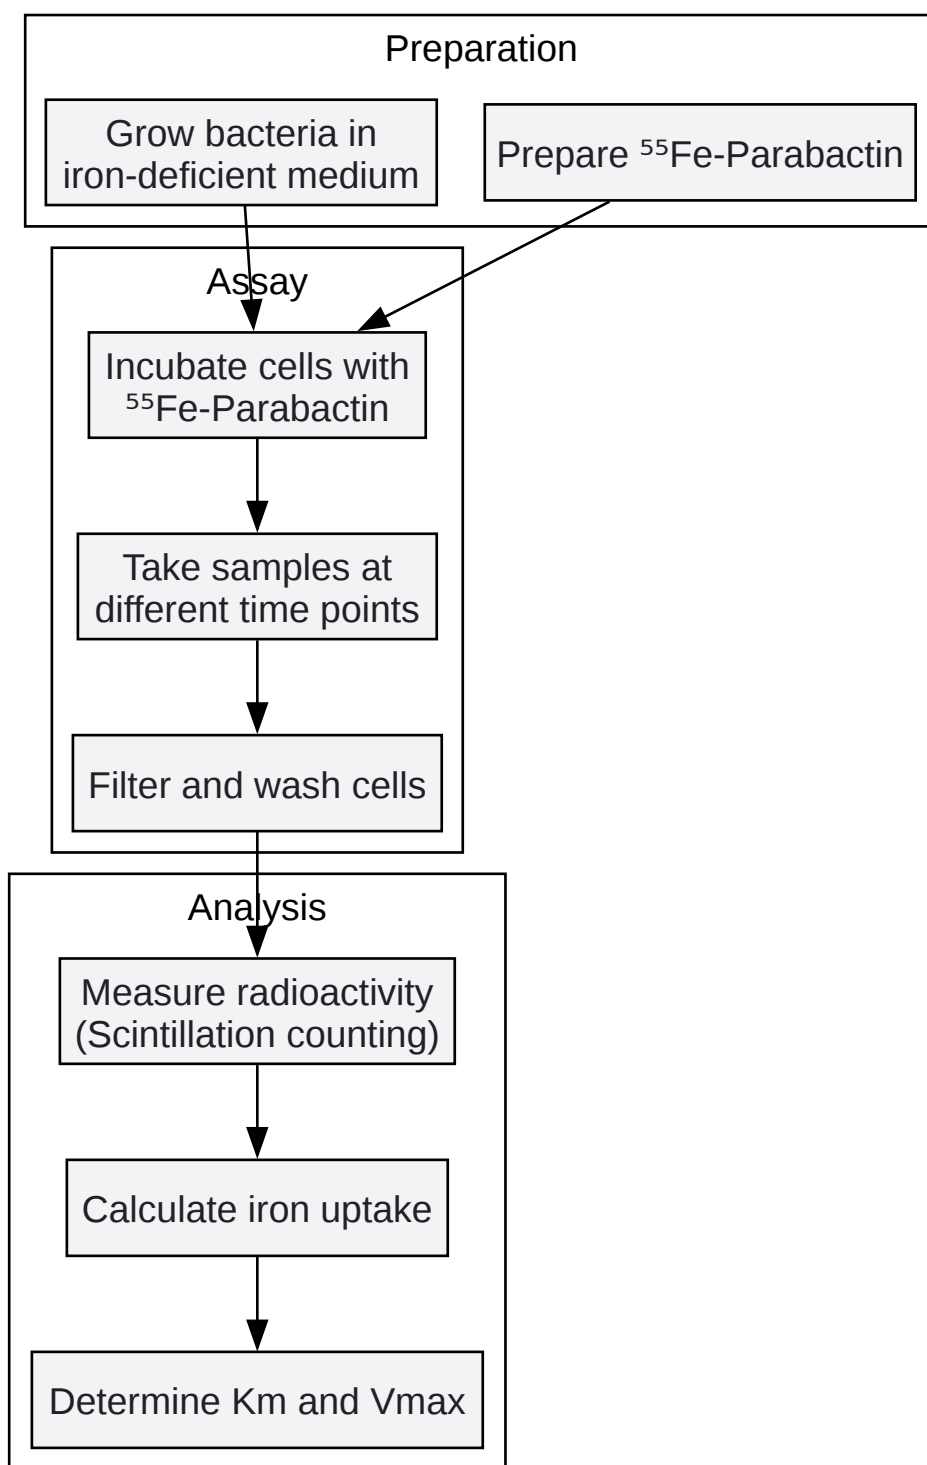 Preparation
Grow bacteria in
iron-deficient medium
Prepare ⁵⁵Fe-Parabactin
Assay
Incubate cells with
⁵⁵Fe-Parabactin
Take samples at
different time points
Filter and wash cells
Analysis
Measure radioactivity
(Scintillation counting)
Calculate iron uptake
Determine Km and Vmax